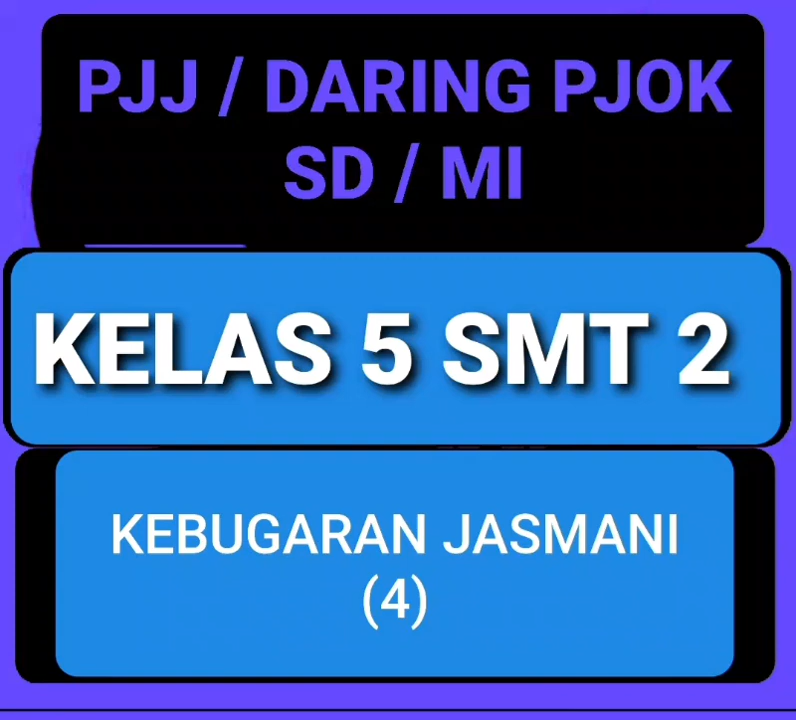 PJJ / DARING PJOK
SD / MI
KELAS 5 SMT 2
KEBUGARAN JASMANI
(4)